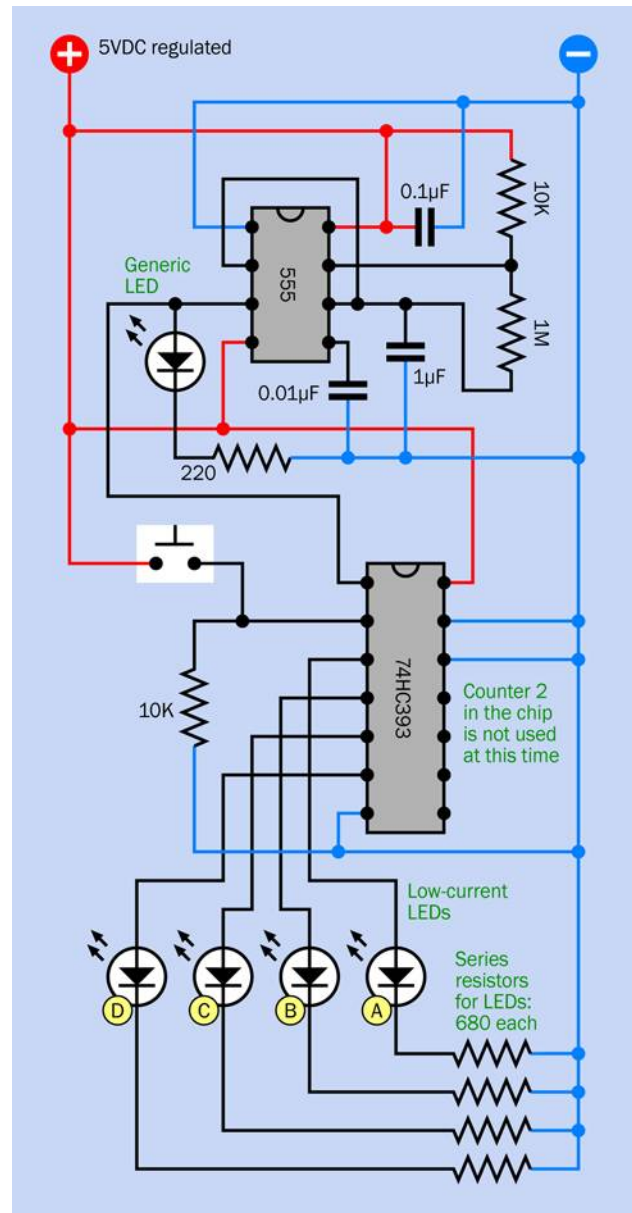 5VDC regulated
0.1µF
10K
Generic
LED
555
1M
0.01µF
1µF
220
74HC393
10K
Counter 2
in the chip
is not used
at this time
Low-current
LEDs
Series
resistors
for LEDs:
680 each
D
C
B
A